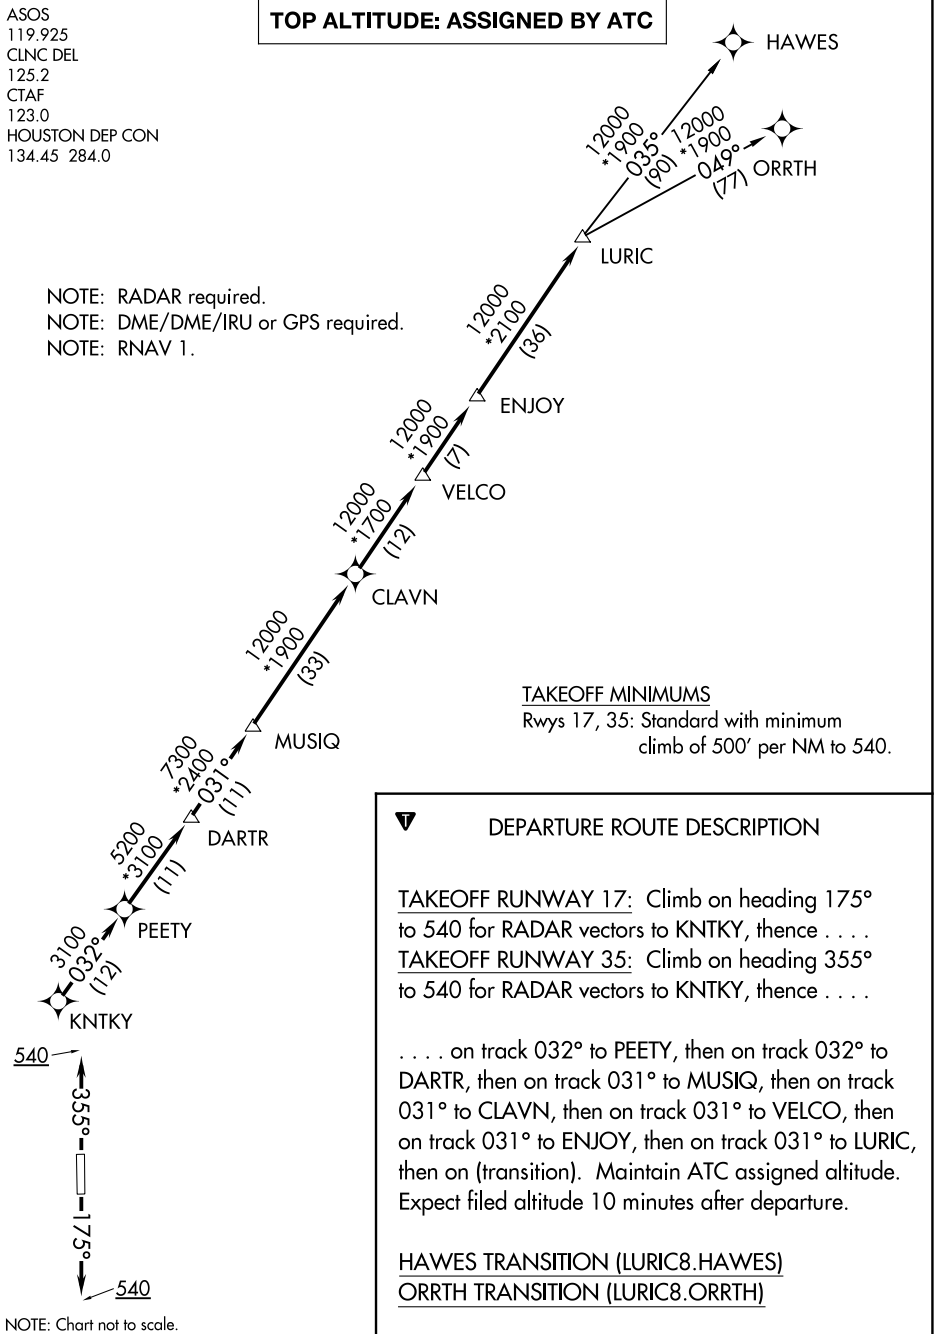 ASOS
119.925
CLNC DEL
125.2
CTAF
123.0
HOUSTON DEP CON
134.45 284.0
TOP ALTITUDE: ASSIGNED BY ATC
HAWES
12000
*1900
035°
(90)
12000
*1900
049°
(77)
ORRTH
LURIC
NOTE: RADAR required.
NOTE: DME/DME/IRU or GPS required.
NOTE: RNAV 1.
12000
*2100
(36)
ENJOY
12000
*1900
(7)
VELCO
12000
*1700
(12)
CLAVN
12000
*1900
(33)
MUSIQ
7300
*2400
031°
(11)
DARTR
5200
*3100
(11)
PEETY
3100
032°
(12)
KNTKY
540
355°
175°
540
NOTE: Chart not to scale.
TAKEOFF MINIMUMS
Rwys 17, 35: Standard with minimum
climb of 500' per NM to 540.
T
DEPARTURE ROUTE DESCRIPTION
TAKEOFF RUNWAY 17: Climb on heading 175°
to 540 for RADAR vectors to KNTKY, thence . . . .
TAKEOFF RUNWAY 35: Climb on heading 355°
to 540 for RADAR vectors to KNTKY, thence . . . .
. . . . on track 032° to PEETY, then on track 032° to
DARTR, then on track 031° to MUSIQ, then on track
031° to CLAVN, then on track 031° to VELCO, then
on track 031° to ENJOY, then on track 031° to LURIC,
then on (transition). Maintain ATC assigned altitude.
Expect filed altitude 10 minutes after departure.
HAWES TRANSITION (LURIC8.HAWES)
ORRTH TRANSITION (LURIC8.ORRTH)